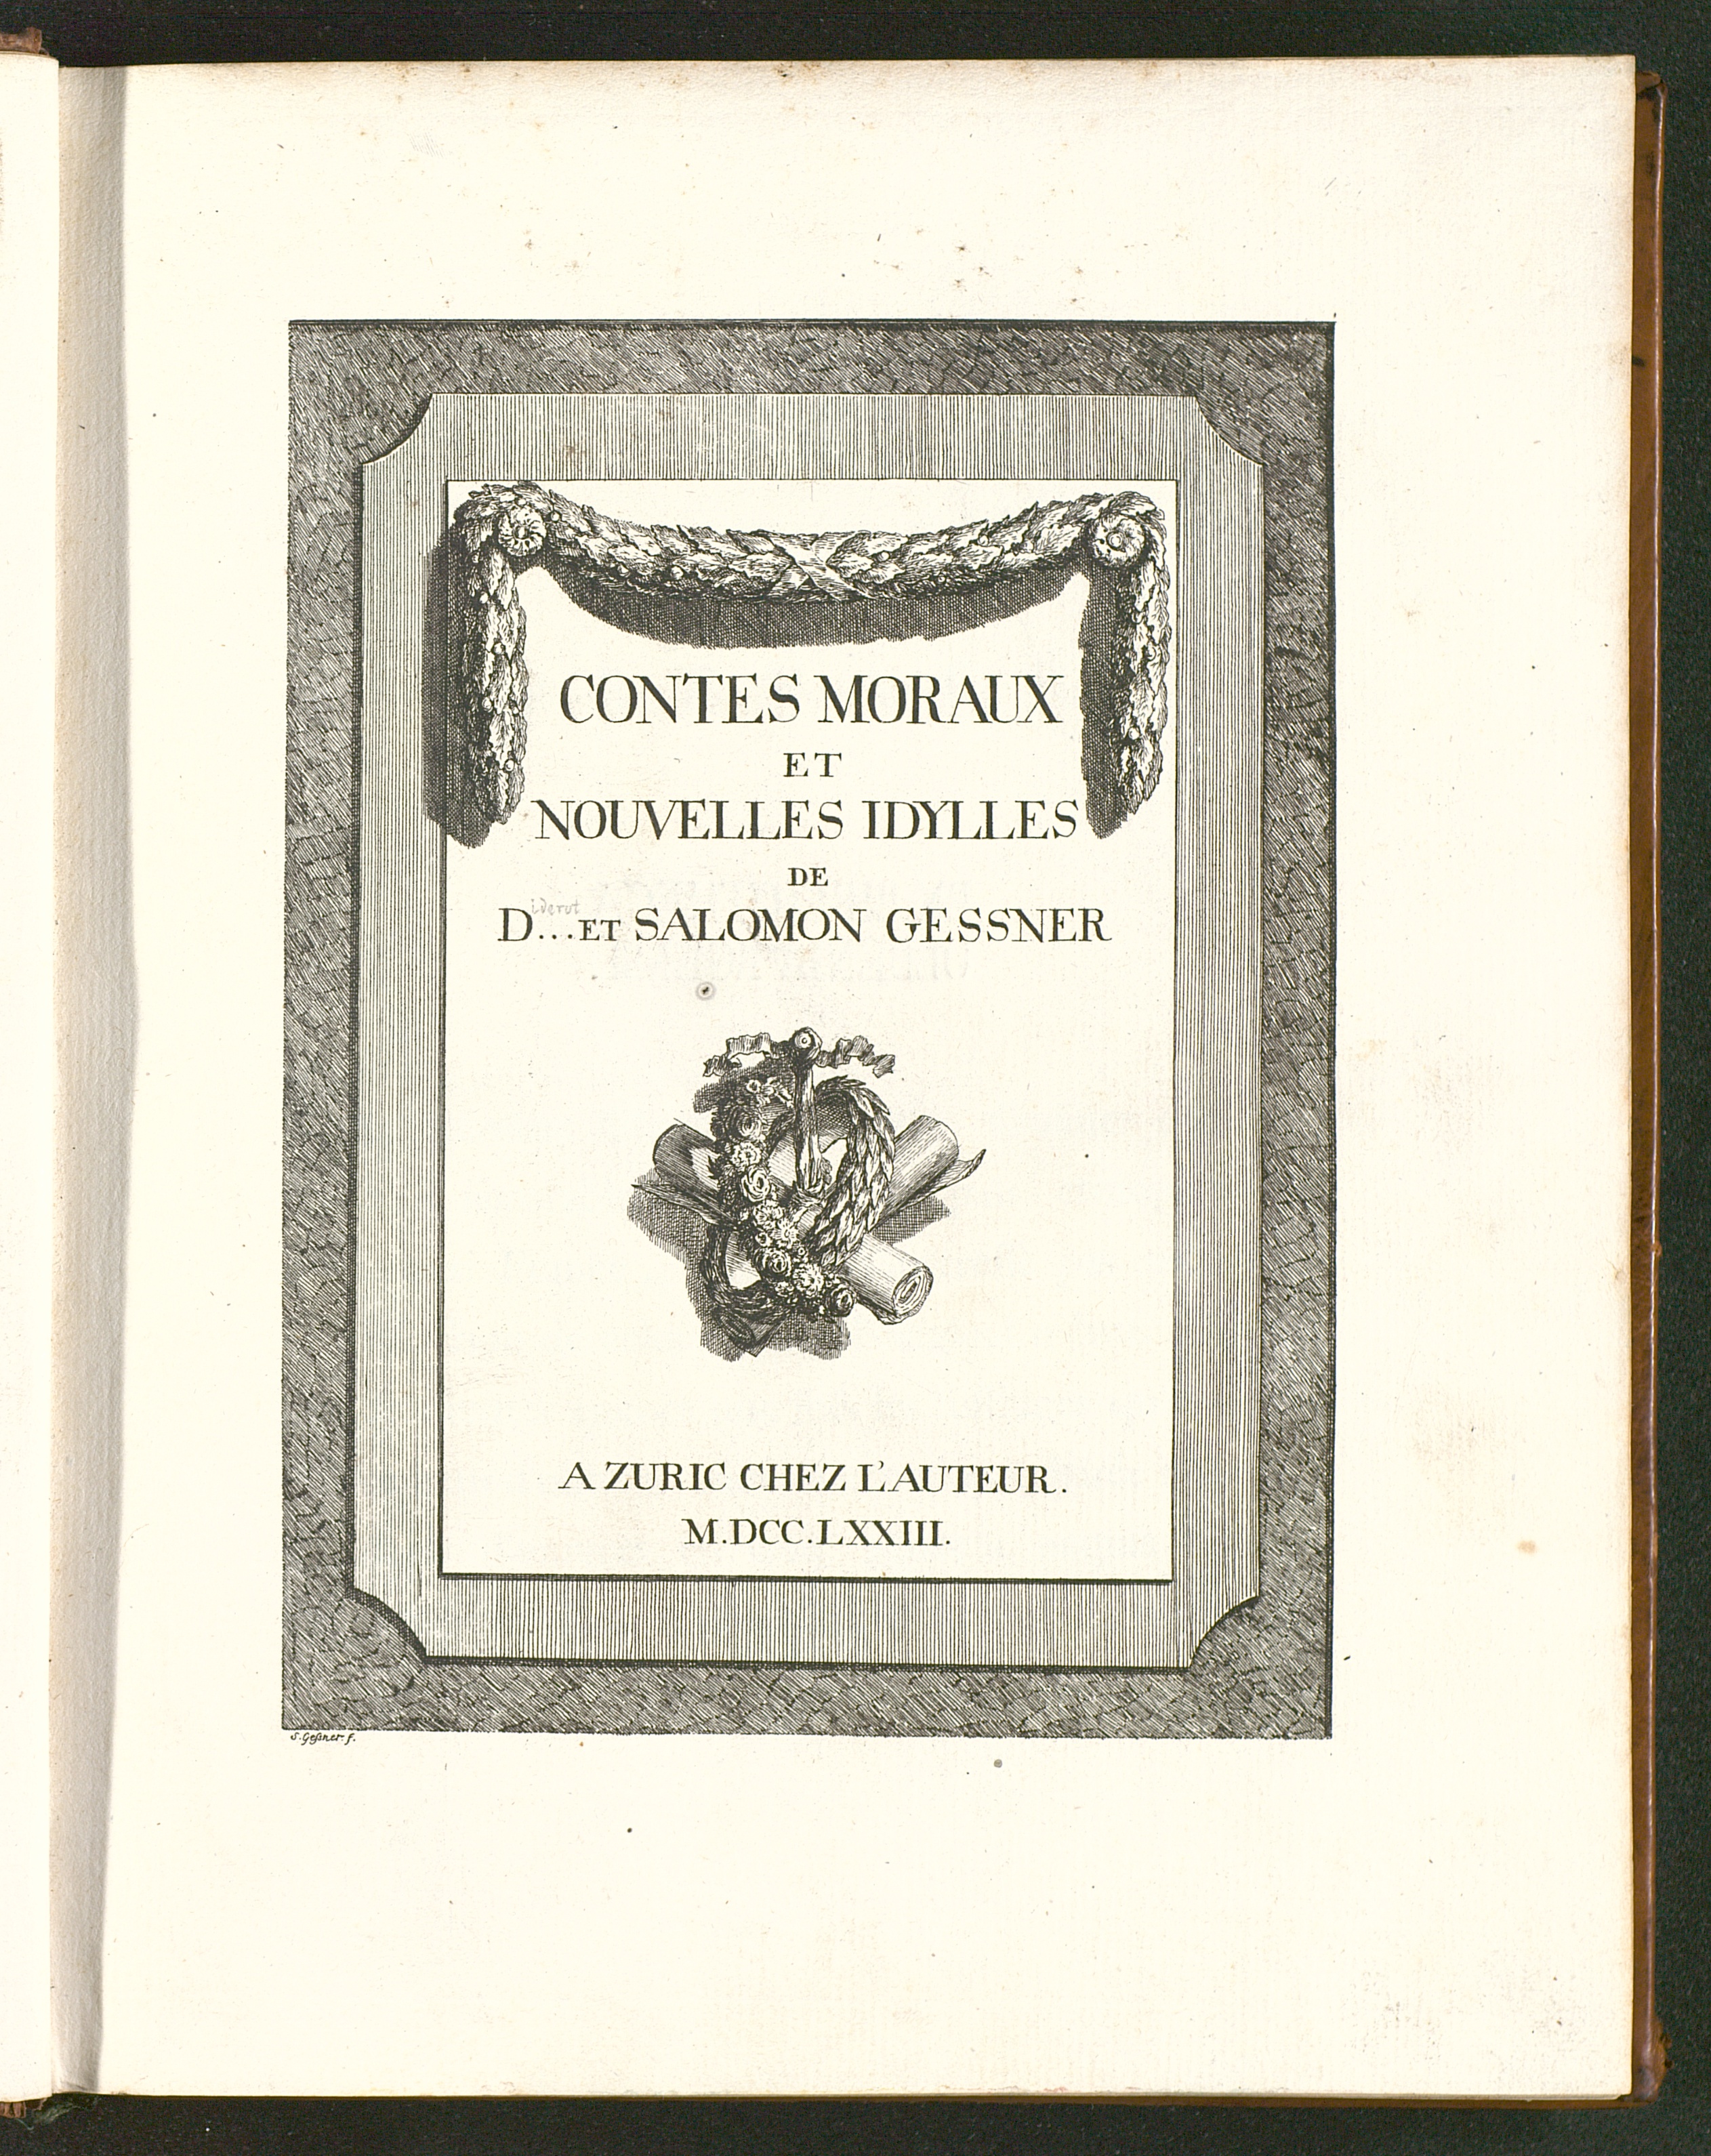 CONTES MORAUX
ET
NOUVELLES IDYLLES
DE
iderot
D... ET SALOMON GESSNER
A ZURIC CHEZ L'AUTEUR.
M.DCC.LXXIII.
S. Geßner f.